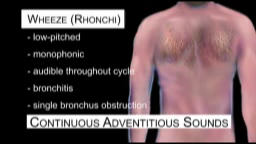 WHEEZE (RHONCHI)
- low-pitched
- monophonic
- audible throughout cycle
- bronchitis
- single bronchus obstruction
CONTINUOUS ADVENTITIOUS SOUNDS